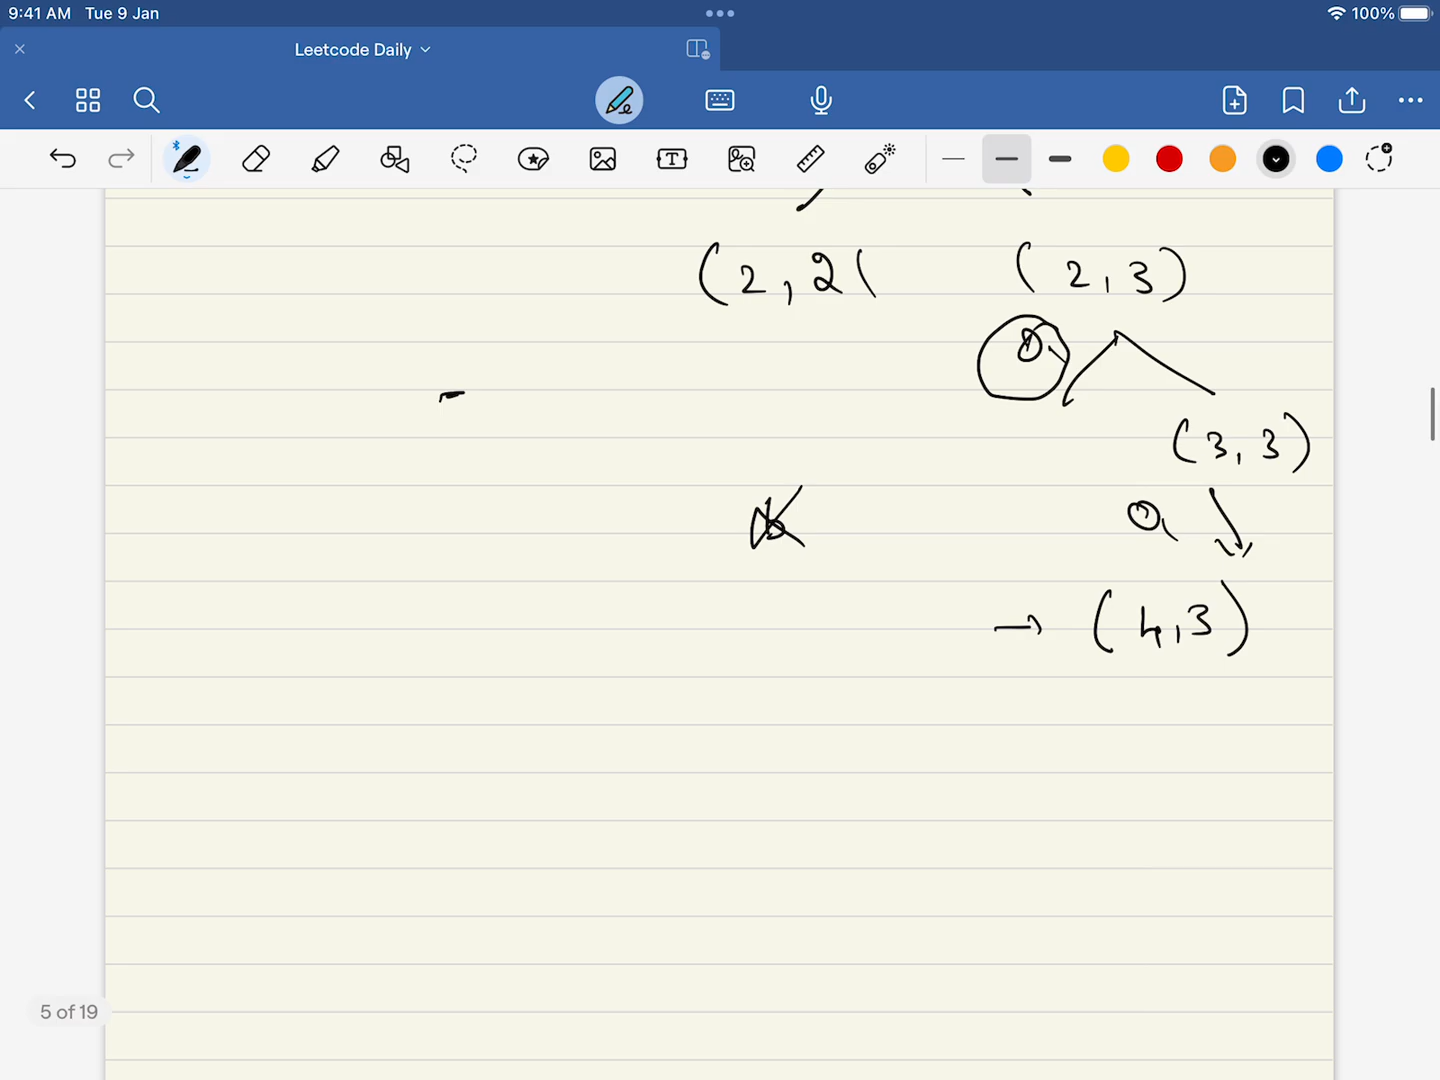 9:41 AM Tue 9 Jan 100%
Leetcode Daily
T
(2,2( (2,3)
(3,3)
0,
→ (4,3)
5 of 19